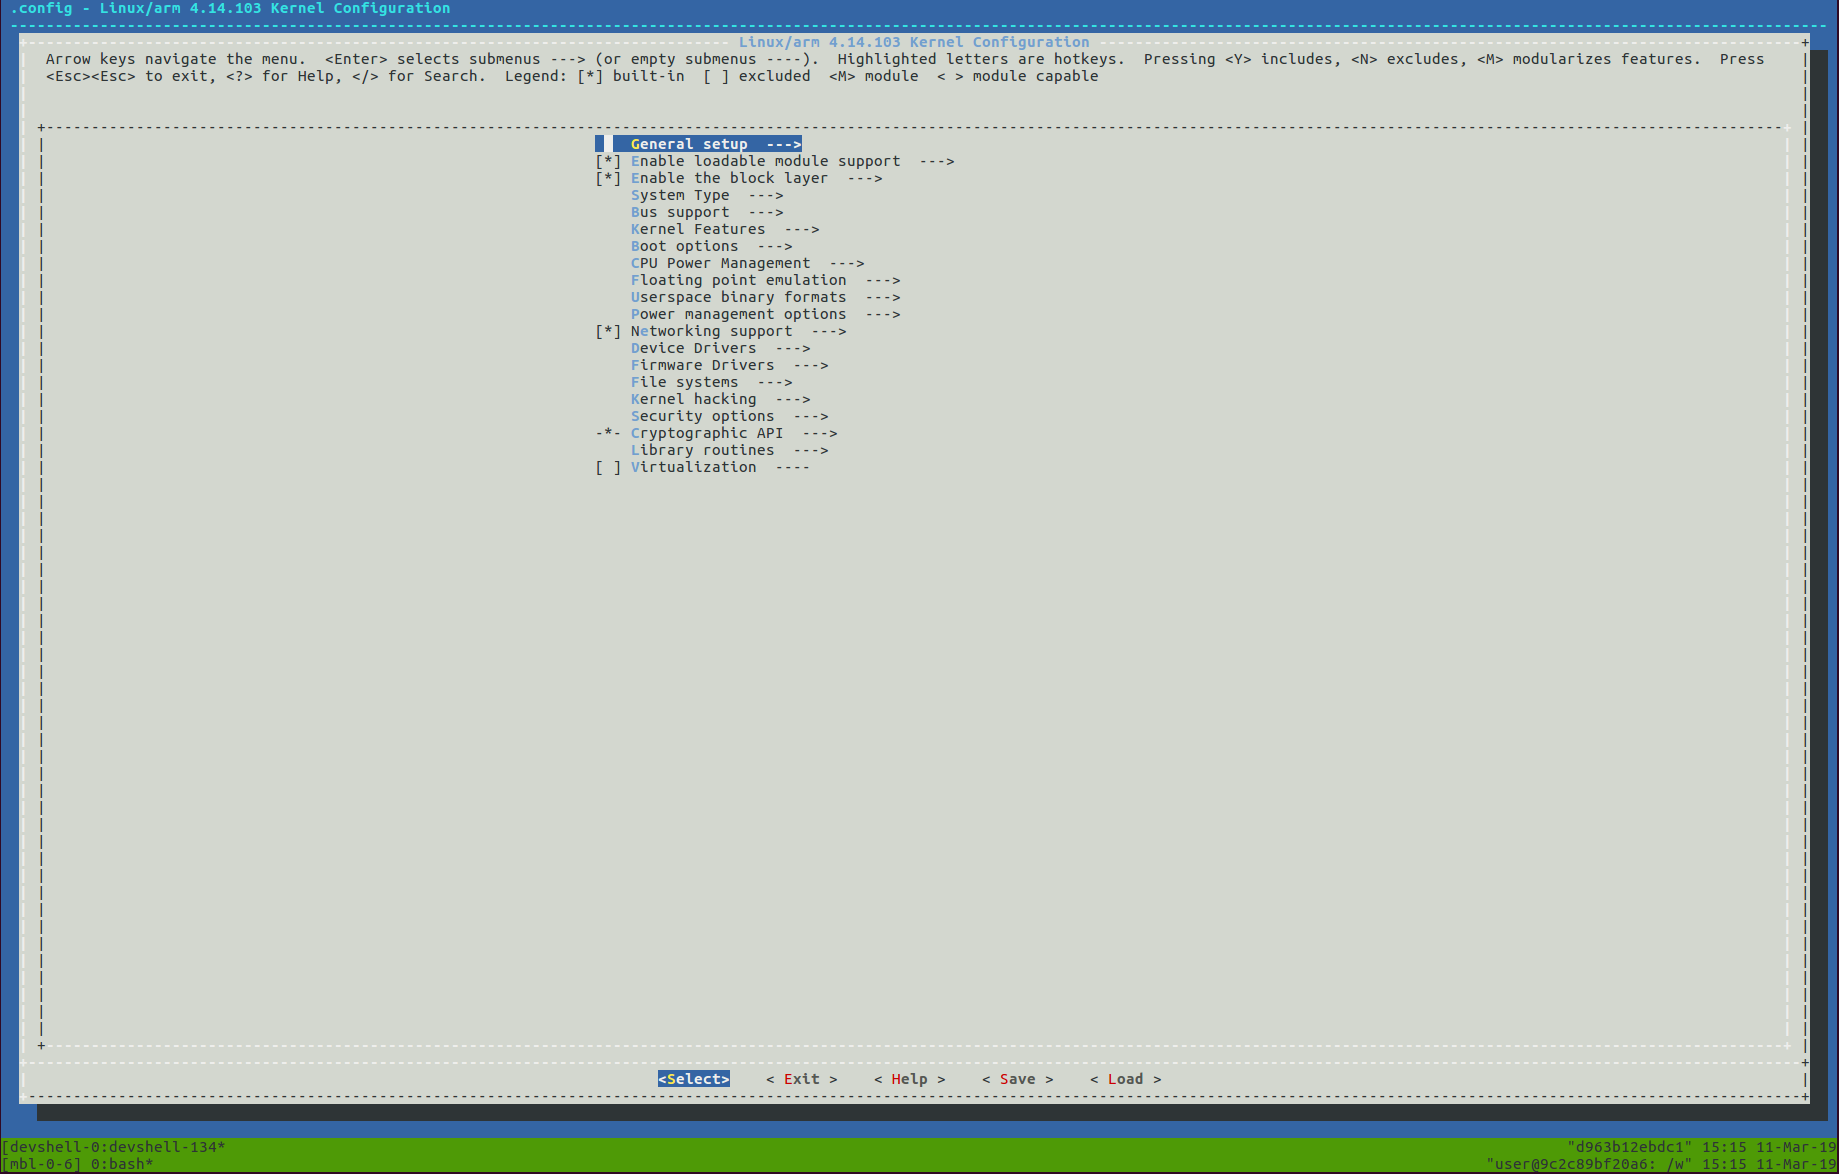 .config - Linux/arm 4.14.103 Kernel Configuration
Linux/arm 4.14.103 Kernel Configuration
Arrow keys navigate the menu.  <Enter> selects submenus ---> (or empty submenus ----).  Highlighted letters are hotkeys.  Pressing <Y> includes, <N> excludes, <M> modularizes features.  Press
<Esc><Esc> to exit, <?> for Help, </> for Search.  Legend: [*] built-in  [ ] excluded  <M> module  < > module capable
General setup  --->
[*] Enable loadable module support  --->
[*] Enable the block layer  --->
System Type  --->
Bus support  --->
Kernel Features  --->
Boot options  --->
CPU Power Management  --->
Floating point emulation  --->
Userspace binary formats  --->
Power management options  --->
[*] Networking support  --->
Device Drivers  --->
Firmware Drivers  --->
File systems  --->
Kernel hacking  --->
Security options  --->
-*- Cryptographic API  --->
Library routines  --->
[ ] Virtualization  ----
<Select>    < Exit >    < Help >    < Save >    < Load >
[devshell-0:devshell-134*    "d963b12ebdc1" 15:15 11-Mar-19
[mbl-0-6] 0:bash*    "user@9c2c89bf20a6: /w" 15:15 11-Mar-19